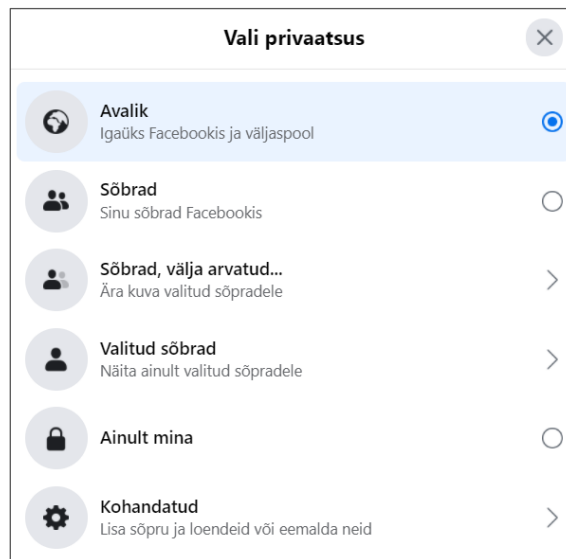 Vali privaatsus
Avalik
Igaüks Facebookis ja väljaspool
Sõbrad
Sinu sõbrad Facebookis
Sõbrad, välja arvatud...
Ära kuva valitud sõpradele
Valitud sõbrad
Näita ainult valitud sõpradele
Ainult mina
Kohandatud
Lisa sõpru ja loendeid või eemalda neid